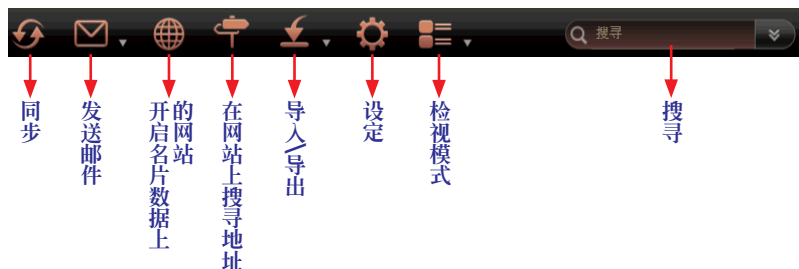 搜寻
同步
发送邮件
开启名片数据上
的网站
在网站上搜寻地址
导入/导出
设定
检视模式
搜寻